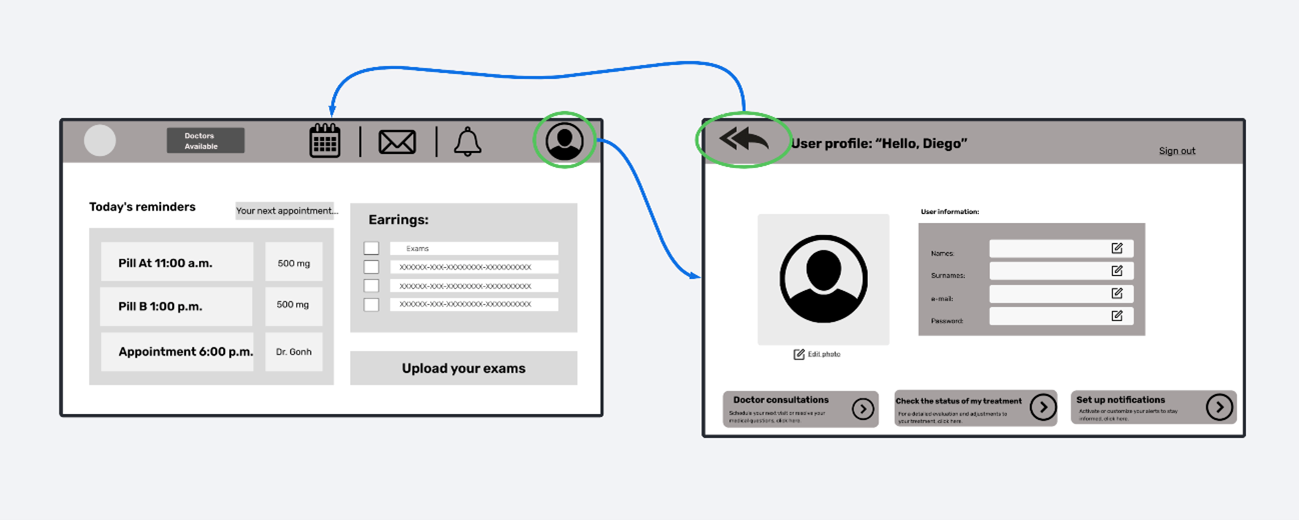 Doctors
Available
Today's reminders
Your next appointment...
Pill At 11:00 a.m.
500 mg
Pill B 1:00 p.m.
500 mg
Appointment 6:00 p.m.
Dr. Gonh
Earrings:
Exams
XXXXXX-XXX-XXXXXXXX-XXXXXXXXXX
XXXXXX-XXX-XXXXXXXX-XXXXXXXXXX
XXXXXX-XXX-XXXXXXXX-XXXXXXXXXX
Upload your exams
User profile: “Hello, Diego”
Sign out
Edit photo
User information:
Names:
Surnames:
e-mail:
Password:
Doctor consultations
Schedule your next visit or resolve your
medical questions, click here.
Check the status of my treatment
For a detailed evaluation and adjustments to
your treatment, click here.
Set up notifications
Activate or customize your alerts to stay
informed, click here.